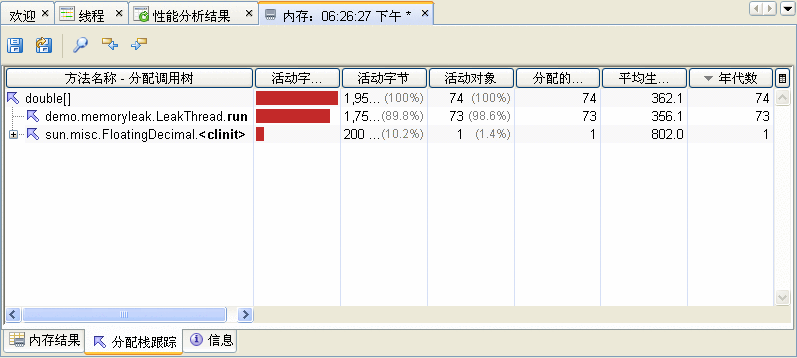 欢迎 线程 性能分析结果 内存：06:26:27 下午 *
方法名称 - 分配调用树 活动字... 活动字节 活动对象 分配的... 平均生... 年代数
double[] 1,95... (100%) 74 (100%) 74 362.1 74
demo.memoryleak.LeakThread.run 1,75... (89.8%) 73 (98.6%) 73 356.1 73
sun.misc.FloatingDecimal.<clinit> 200 ... (10.2%) 1 (1.4%) 1 802.0 1
内存结果 分配栈跟踪 信息